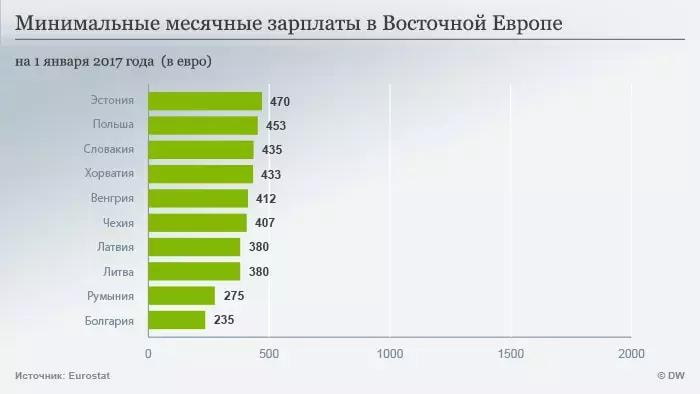 Минимальные месячные зарплаты в Восточной Европе
на 1 января 2017 года (в евро)
Эстония 470
Польша 453
Словакия 435
Хорватия 433
Венгрия 412
Чехия 407
Латвия 380
Литва 380
Румыния 275
Болгария 235
0 500 1000 1500 2000
Источник: Eurostat © DW